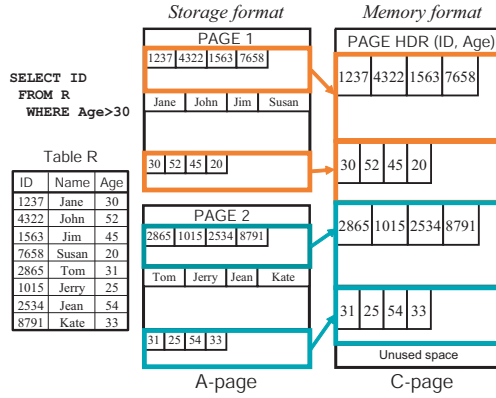 Storage format
Memory format
PAGE 1
PAGE HDR (ID, Age)
1237 4322 1563 7658
1237 4322 1563 7658
SELECT ID
FROM R
WHERE Age>30
Jane John Jim Susan
30 52 45 20
30 52 45 20
Table R
ID Name Age
1237 Jane 30
4322 John 52
1563 Jim 45
7658 Susan 20
2865 Tom 31
1015 Jerry 25
2534 Jean 54
8791 Kate 33
PAGE 2
2865 1015 2534 8791
2865 1015 2534 8791
Tom Jerry Jean Kate
31 25 54 33
31 25 54 33
Unused space
A-page
C-page